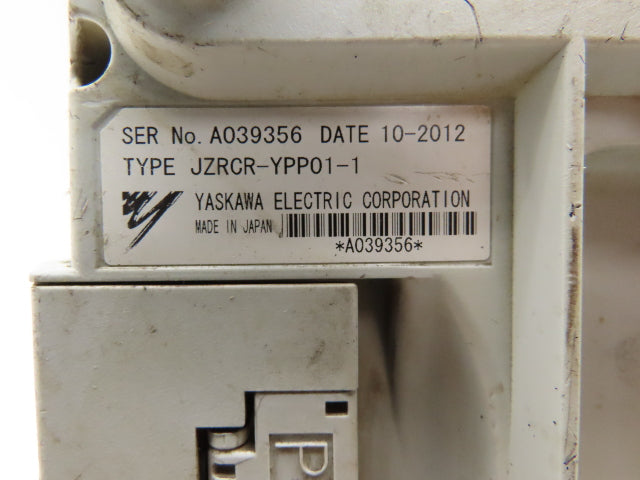 SER No. A039356 DATE 10-2012
TYPE JZRCR-YPP01-1
YASKAWA ELECTRIC CORPORATION
MADE IN JAPAN
*A039356*
P